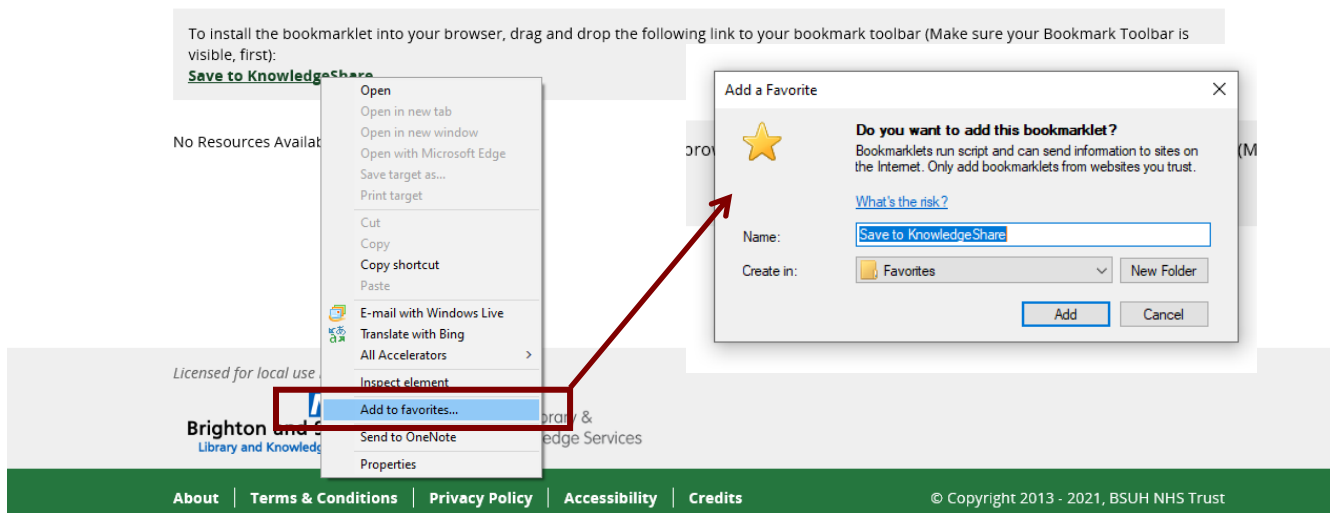 To install the bookmarklet into your browser, drag and drop the following link to your bookmark toolbar (Make sure your Bookmark Toolbar is
visible, first):
Save to KnowledgeShare
No Resources Availab
Open
Open in new tab
Open in new window
Open with Microsoft Edge
Save target as...
Print target
Cut
Copy
Copy shortcut
Paste
E-mail with Windows Live
Translate with Bing
All Accelerators
Inspect element
Add to favorites...
Send to OneNote
Properties
Add a Favorite
Do you want to add this bookmarklet?
Bookmarklets run script and can send information to sites on
the Internet. Only add bookmarklets from websites you trust.
What's the risk?
Name:
Save to KnowledgeShare
Create in:
Favorites
New Folder
Add
Cancel
(M
Licensed for local use
Brighton and S
Library and Knowledg
brary &
edge Services
About
Terms & Conditions
Privacy Policy
Accessibility
Credits
© Copyright 2013 - 2021, BSUH NHS Trust